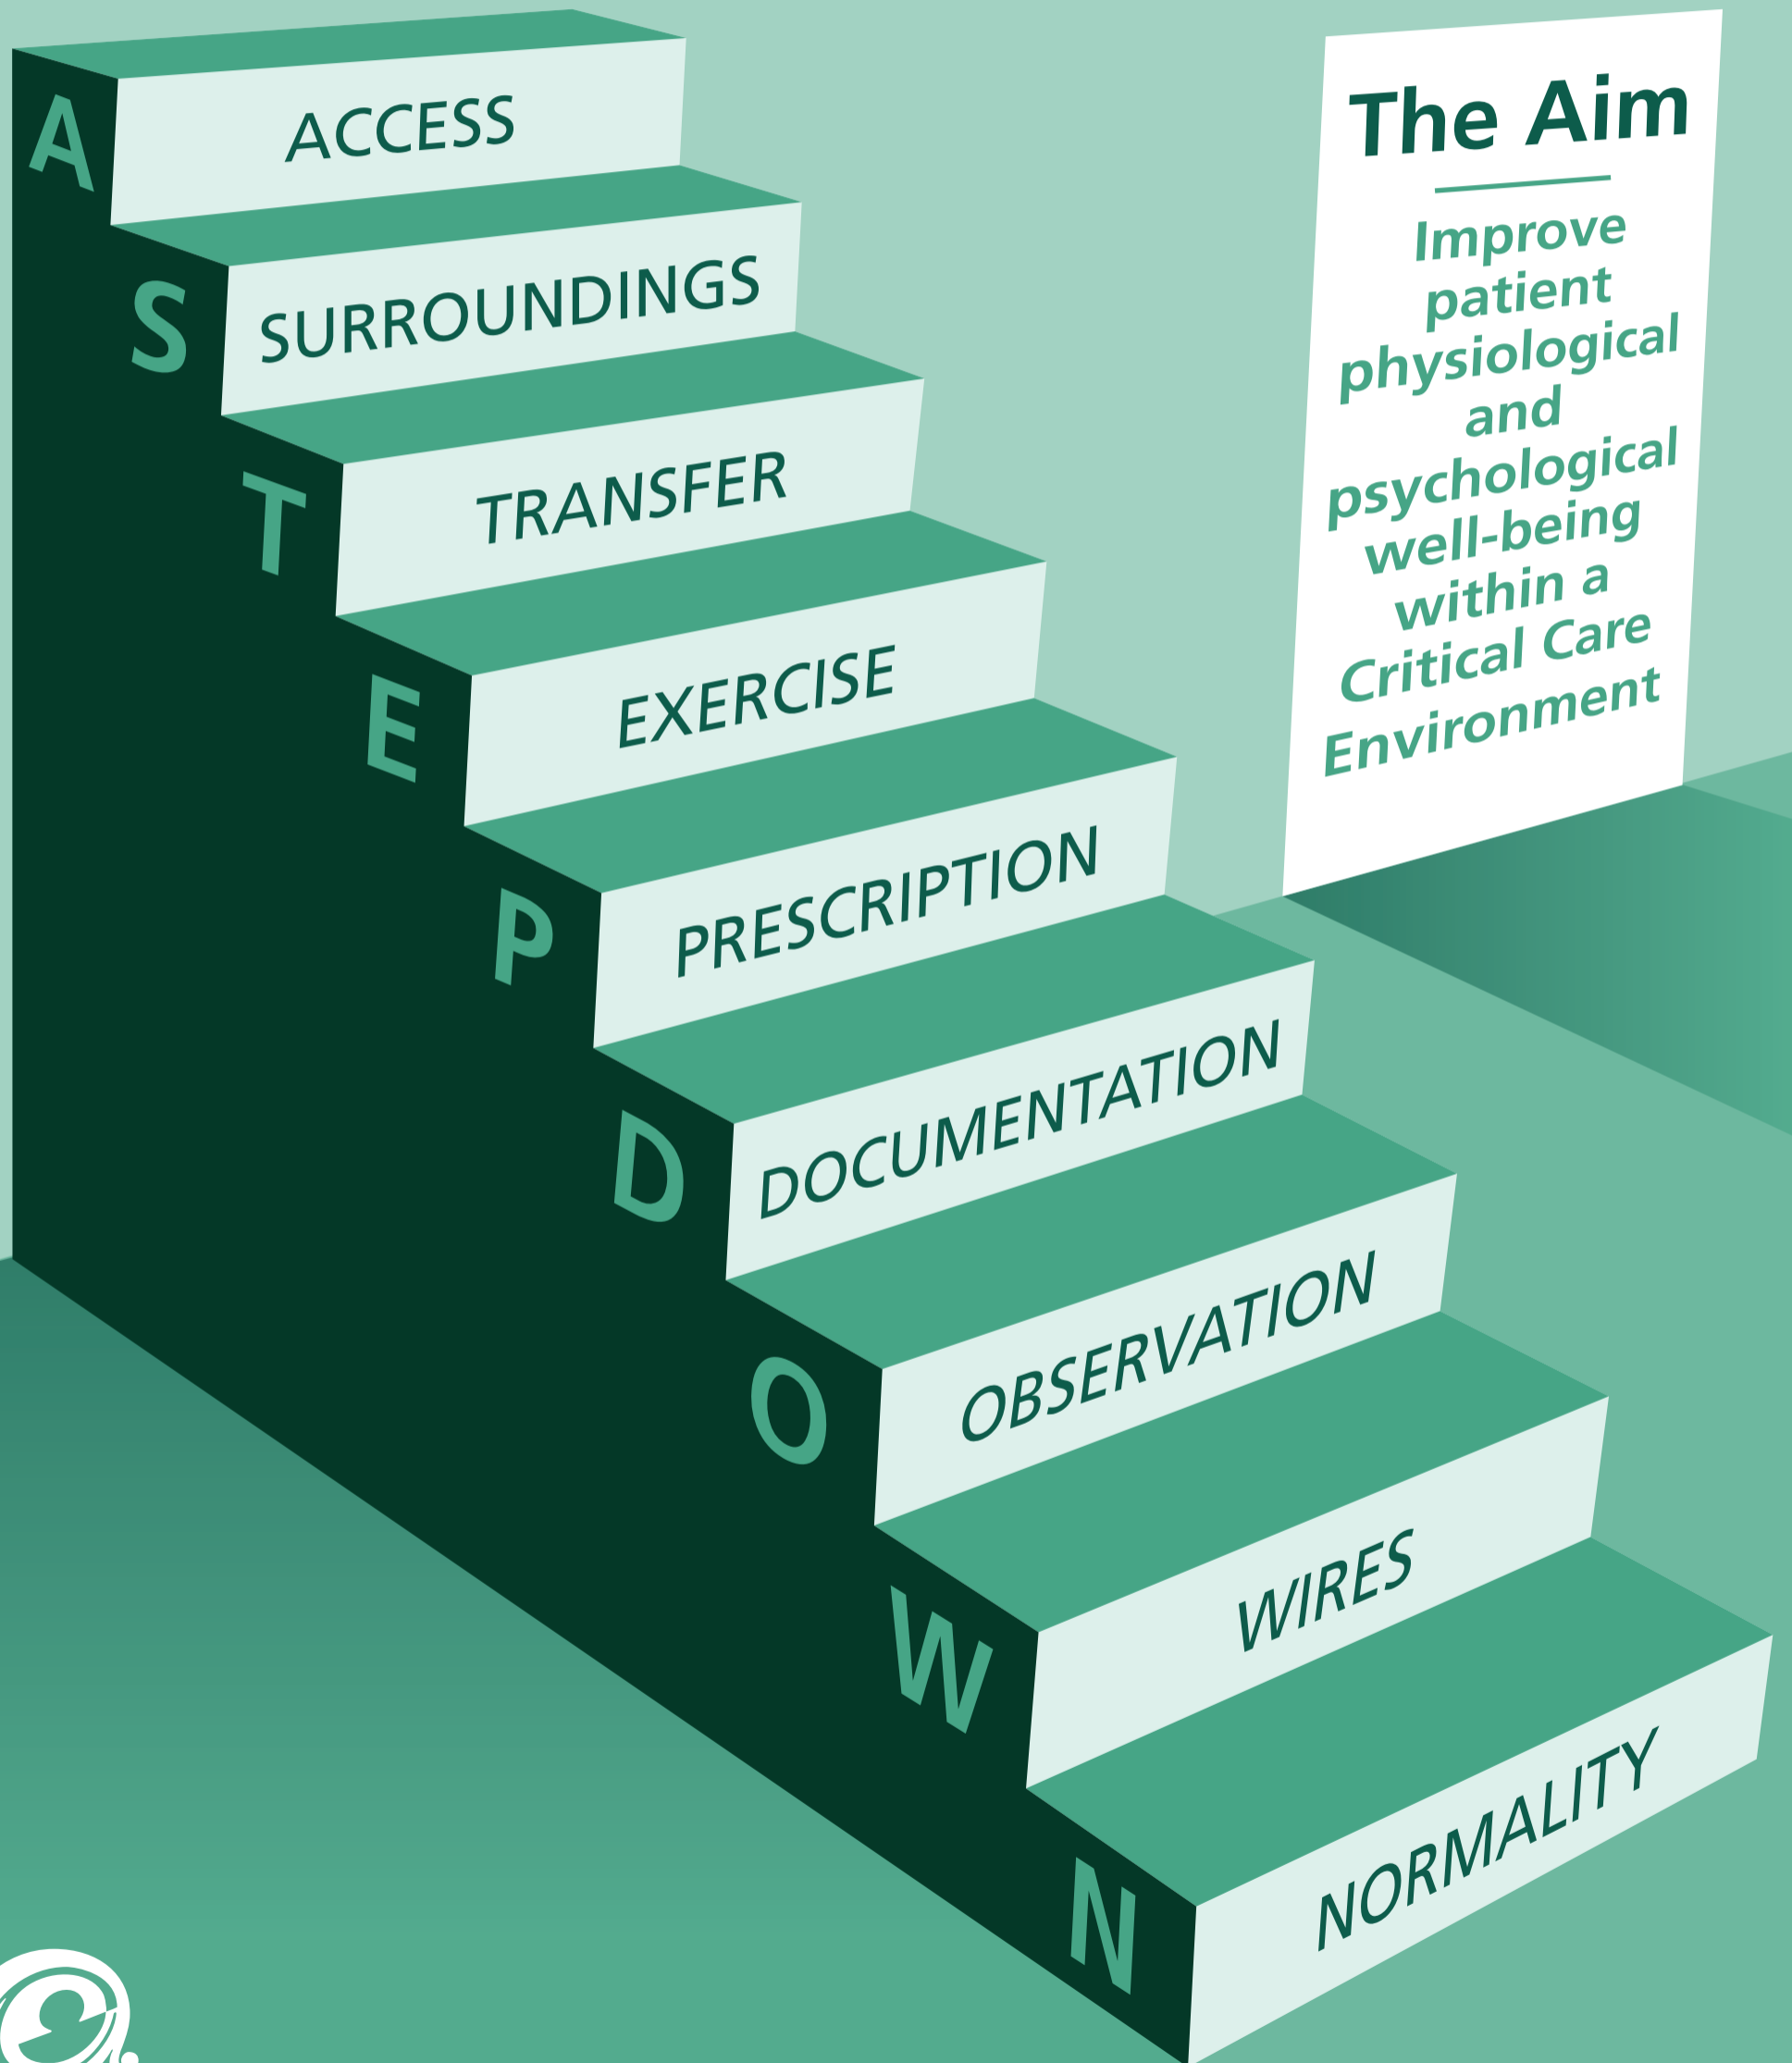 A
ACCESS
S
SURROUNDINGS
T
TRANSFER
E
EXERCISE
P
PRESCRIPTION
D
DOCUMENTATION
O
OBSERVATION
W
WIRES
N
NORMALITY
The Aim
Improve
patient
physiological
and
psychological
well-being
within a
Critical Care
Environment